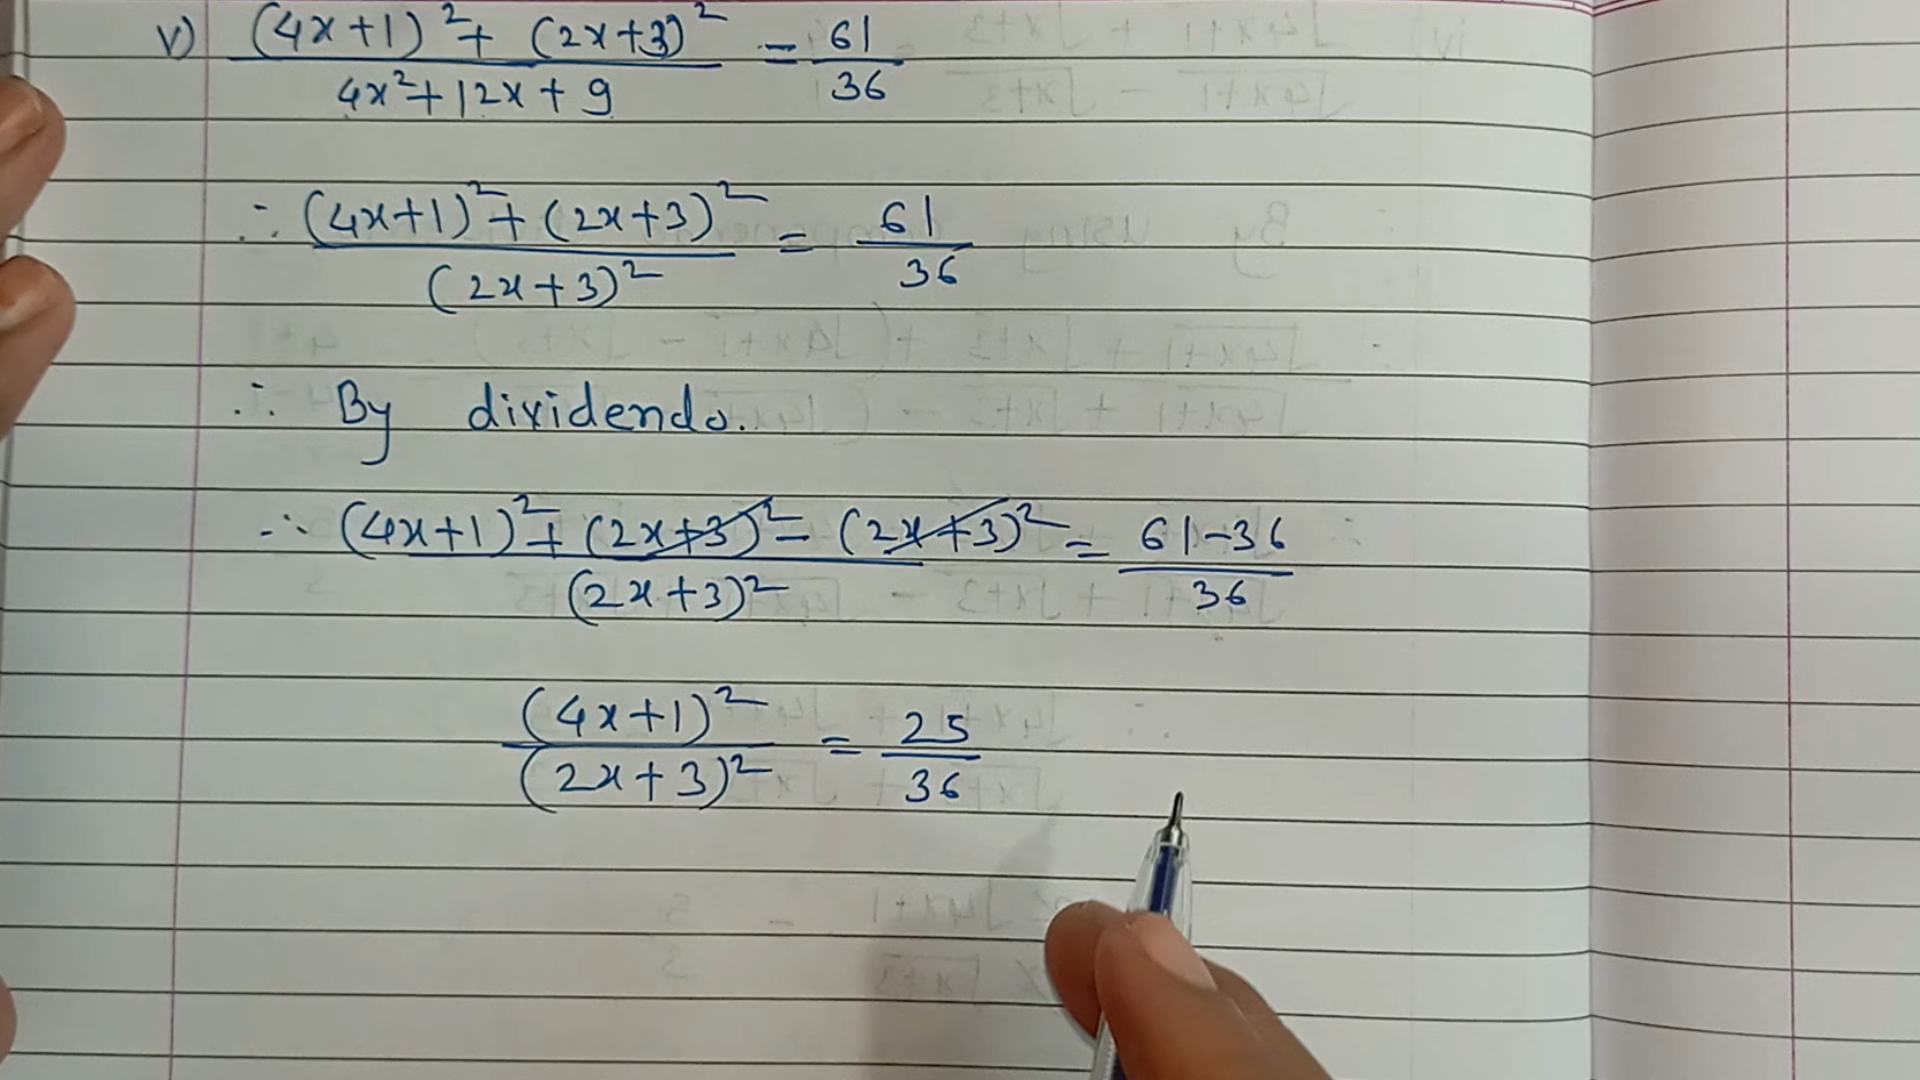 v) (4x+1)² + (2x+3)² / 4x²+12x+9 = 61/36
∴ (4x+1)² + (2x+3)² / (2x+3)² = 61/36
∴ By dividendo.
∴ (4x+1)² + (2x+3)² - (2x+3)² / (2x+3)² = 61-36 / 36
(4x+1)² / (2x+3)² = 25/36